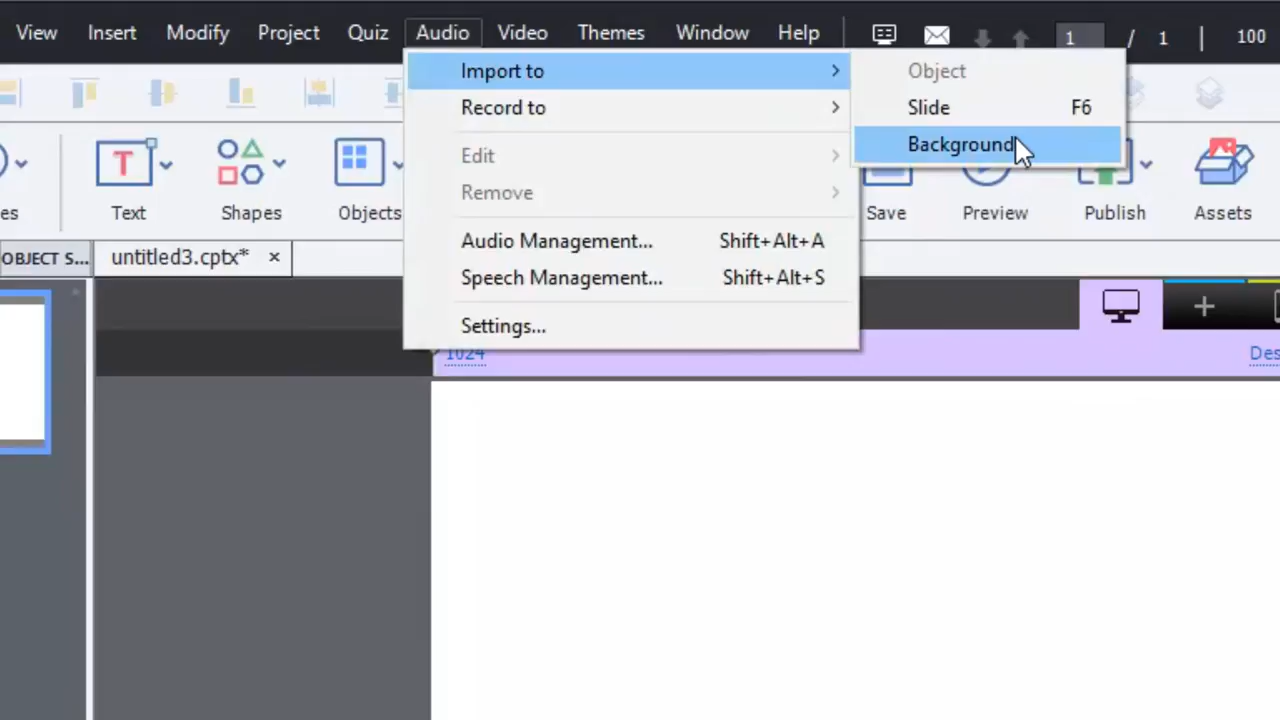 View Insert Modify Project Quiz Audio Video Themes Window Help 1 / 1 | 100
Import to
Object
Record to
Slide F6
Edit
Background
Remove
es Text Shapes Objects Save Preview Publish Assets
Audio Management... Shift+Alt+A
OBJECT S... untitled3.cptx* ×
Speech Management... Shift+Alt+S
Settings...
1024
Des